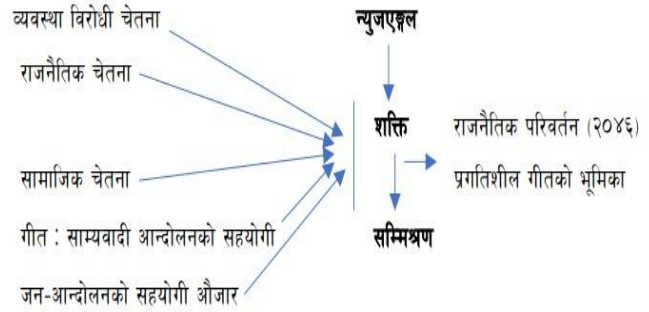 व्यवस्था विरोधी चेतना
राजनैतिक चेतना
सामाजिक चेतना
गीत : साम्यवादी आन्दोलनको सहयोगी
जन-आन्दोलनको सहयोगी औजार
न्युजएङ्गल
शक्ति
सम्मिश्रण
राजनैतिक परिवर्तन (२०४६)
प्रगतिशील गीतको भूमिका